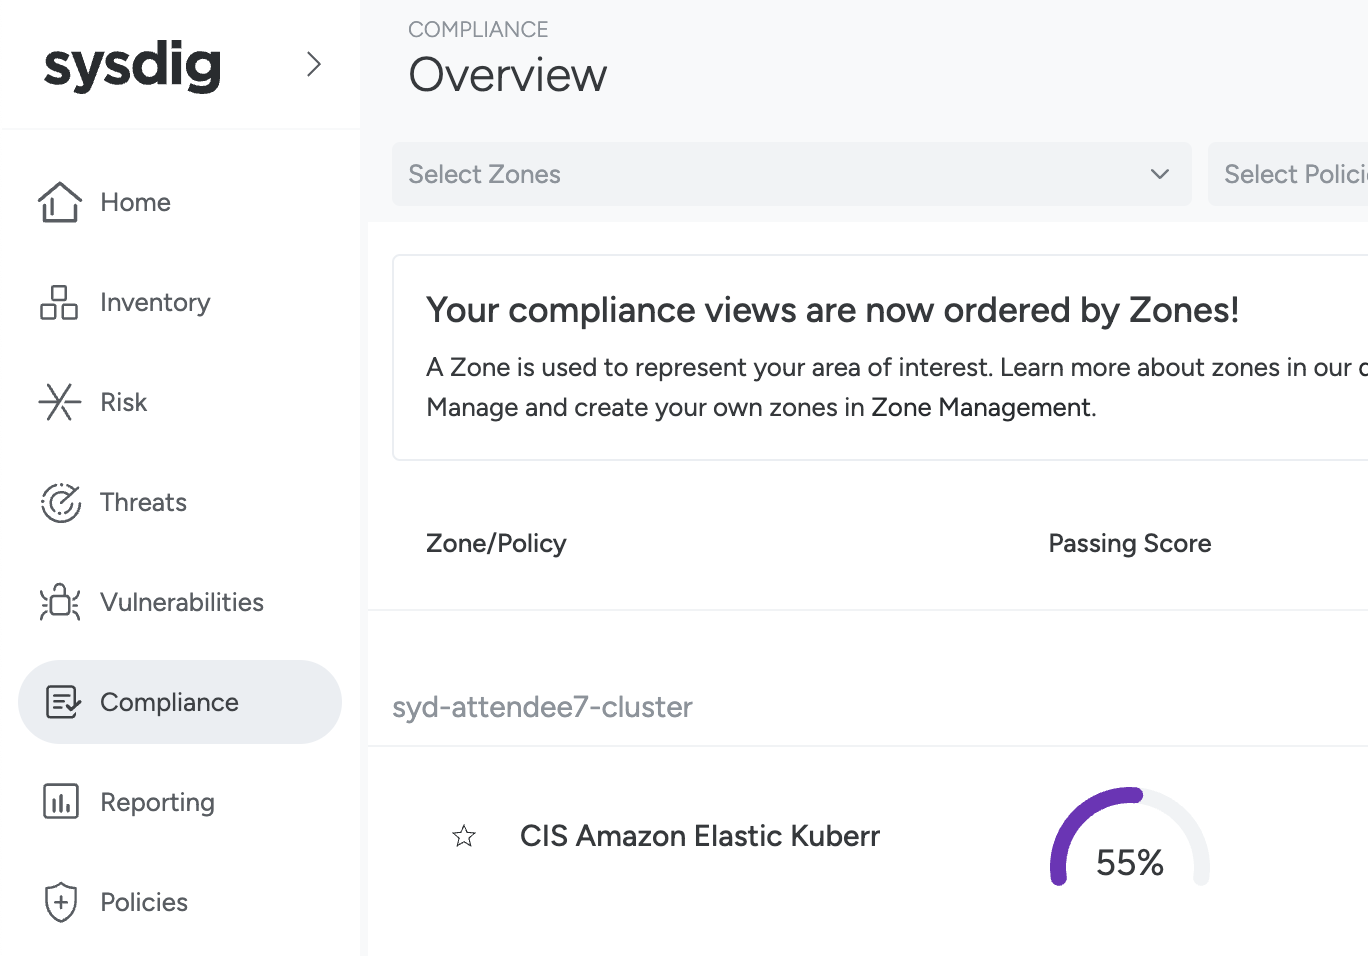 sysdig
Home
Inventory
Risk
Threats
Vulnerabilities
Compliance
Reporting
Policies
COMPLIANCE
Overview
Select Zones
Select
Your compliance views are now ordered by Zones!
A Zone is used to represent your area of interest. Learn more about zones in our
Manage and create your own zones in Zone Management.
Zone/Policy
Passing Score
syd-attendee7-cluster
CIS Amazon Elastic Kuberr
55%